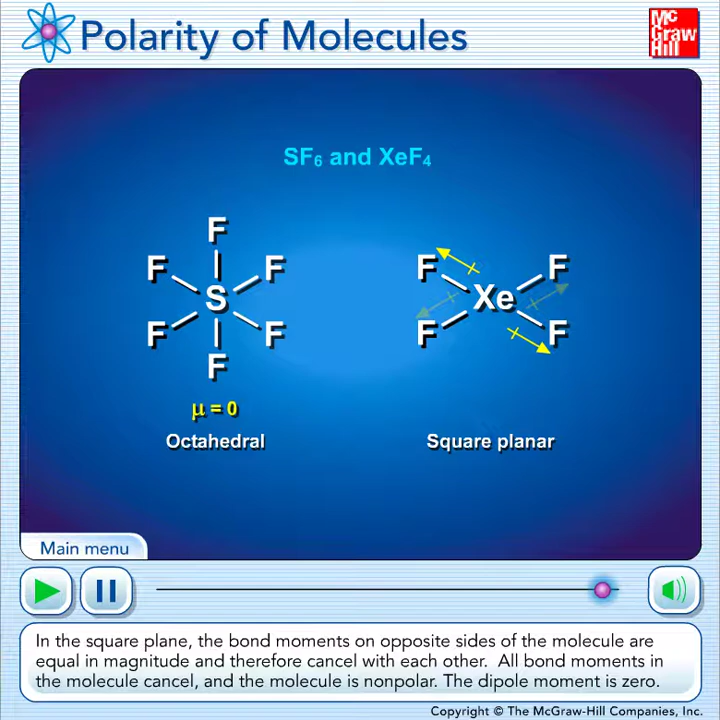 Polarity of Molecules
Mc
Graw
Hill
SF₆ and XeF₄
F
F F
S
F F
F
F F
Xe
F F
μ = 0
Octahedral Square planar
Main menu
In the square plane, the bond moments on opposite sides of the molecule are
equal in magnitude and therefore cancel with each other. All bond moments in
the molecule cancel, and the molecule is nonpolar. The dipole moment is zero.
Copyright © The McGraw-Hill Companies, Inc.